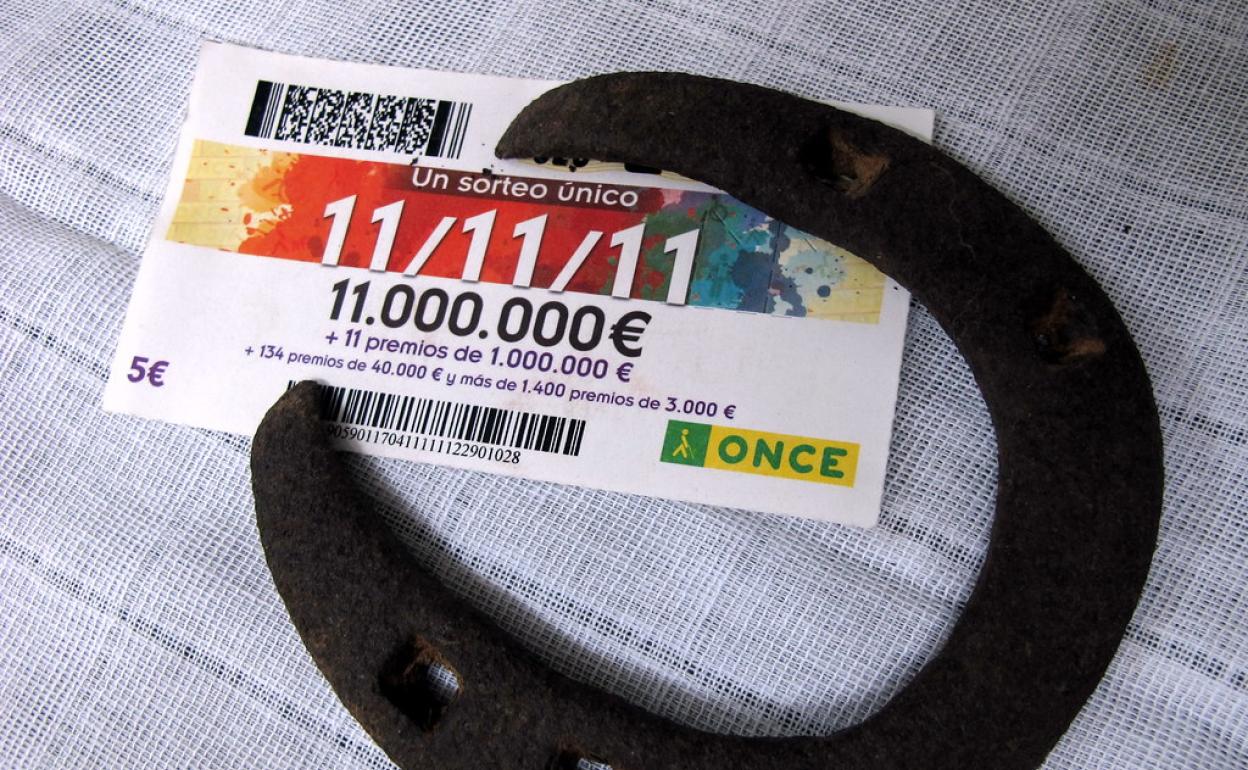 Un sorteo único
11/11/11
11.000.000€
+ 11 premios de 1.000.000 €
+ 134 premios de 40.000 € y más de 1.400 premios de 3.000 €
5€
9059011704111111122901028
ONCE